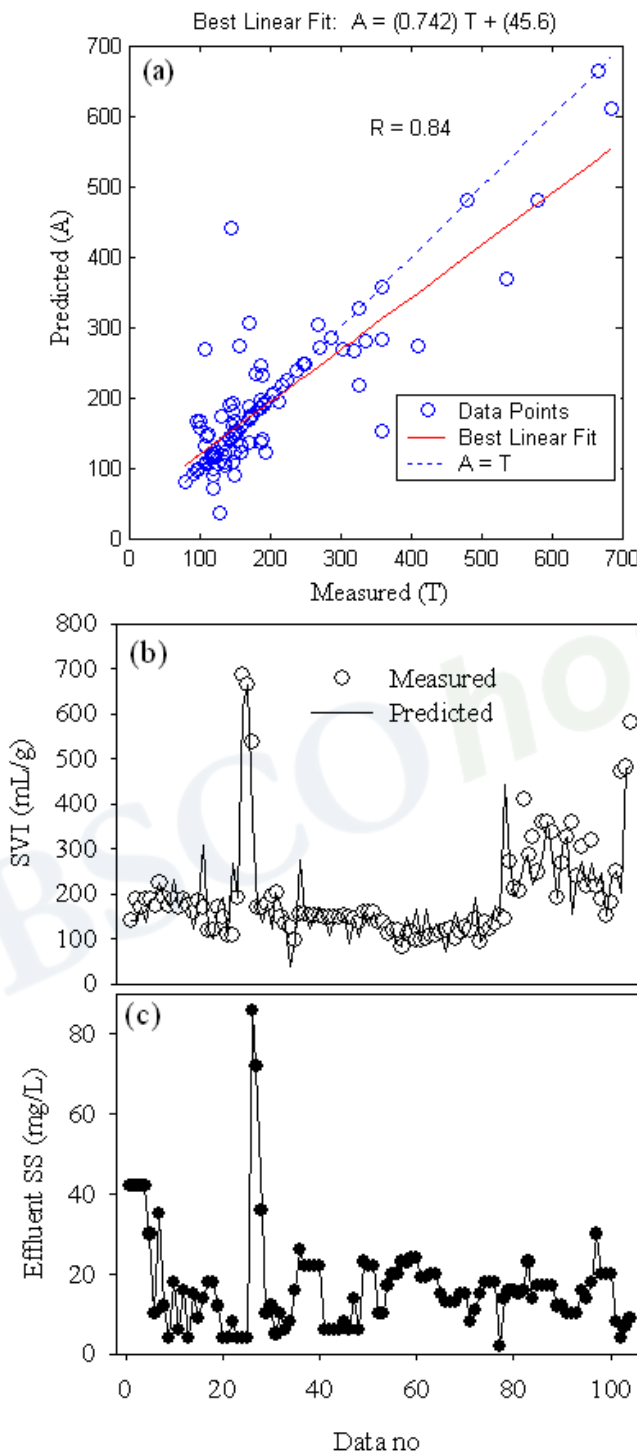 Best Linear Fit: A = (0.742) T + (45.6)
700
(a)
R = 0.84
600
500
400
300
200
100
0
Predicted (A)
Data Points
Best Linear Fit
A = T
0 100 200 300 400 500 600 700
Measured (T)
800
(b)
Measured
Predicted
700
600
500
400
300
200
100
0
SVI (mL/g)
BSCOho
(c)
80
60
40
20
0
Effluent SS (mg/L)
0 20 40 60 80 100
Data no